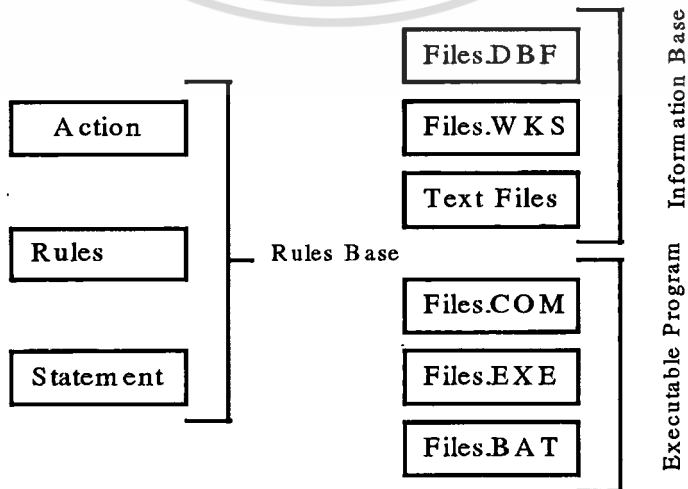 Action
Rules
Statement
Rules Base
Files.DBF
Files.WKS
Text Files
Files.COM
Files.EXE
Files.BAT
Information Base
Executable Program